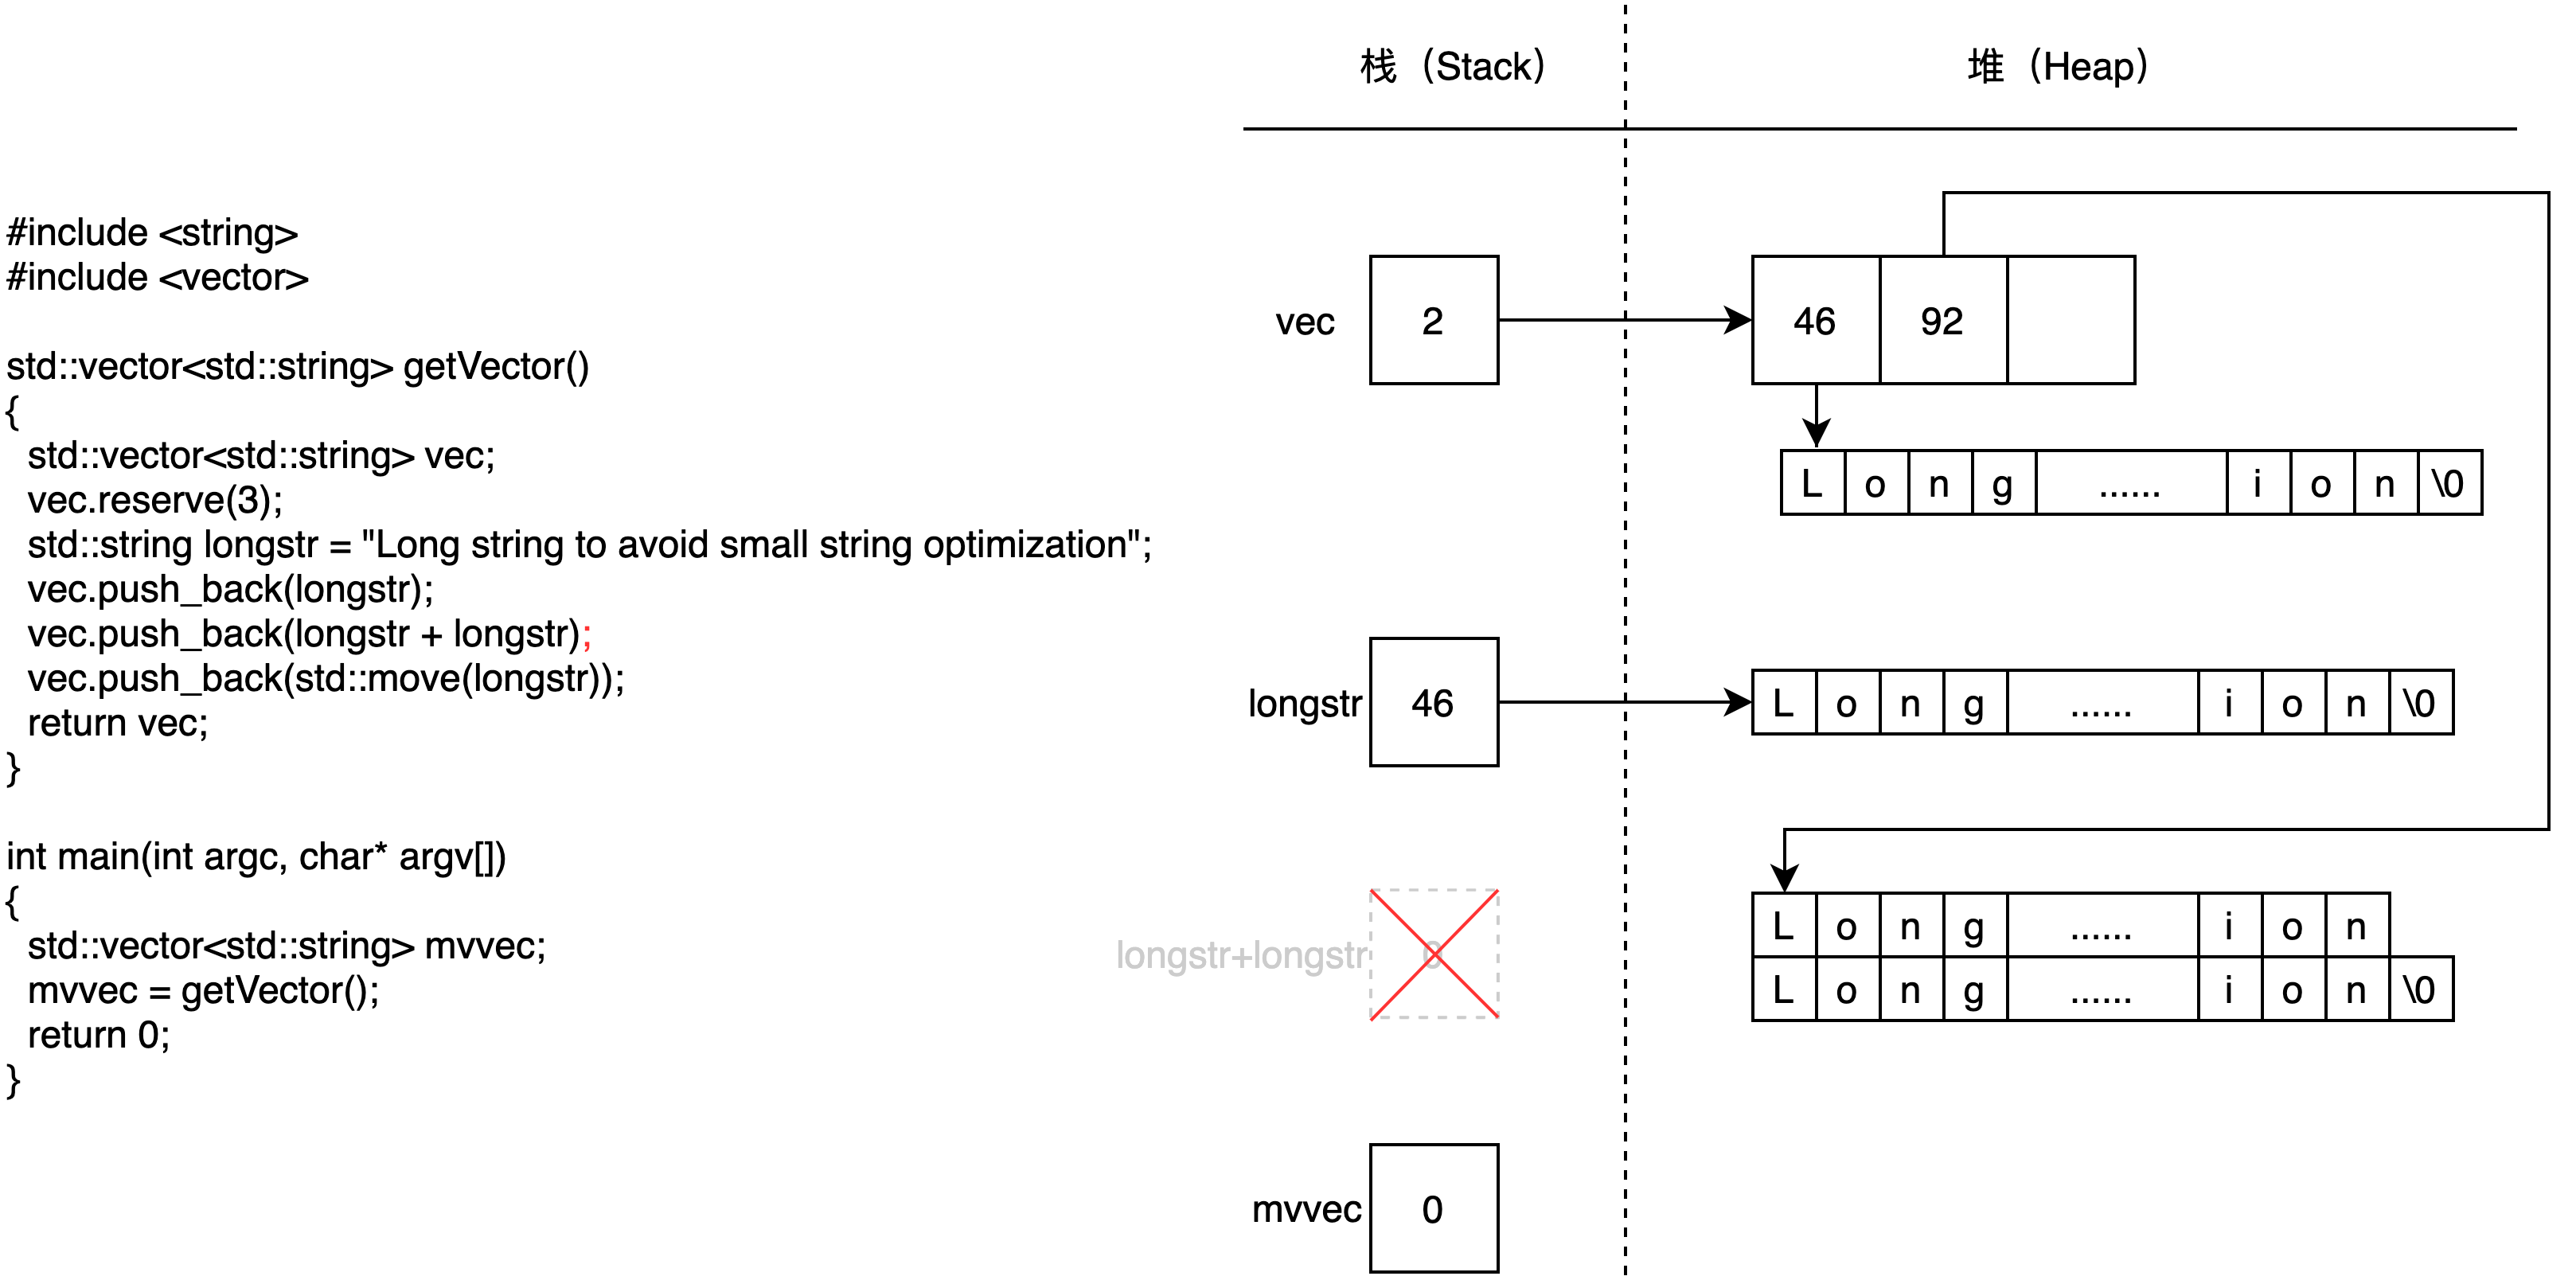 栈（Stack） 堆（Heap）
#include <string>
#include <vector>
std::vector<std::string> getVector()
{
std::vector<std::string> vec;
vec.reserve(3);
std::string longstr = "Long string to avoid small string optimization";
vec.push_back(longstr);
vec.push_back(longstr + longstr);
vec.push_back(std::move(longstr));
return vec;
}
int main(int argc, char* argv[])
{
std::vector<std::string> mvvec;
mvvec = getVector();
return 0;
}
vec 2 46 92
L o n g ...... i o n \0
longstr 46 L o n g ...... i o n \0
longstr+longstr 0
L o n g ...... i o n
L o n g ...... i o n \0
mvvec 0